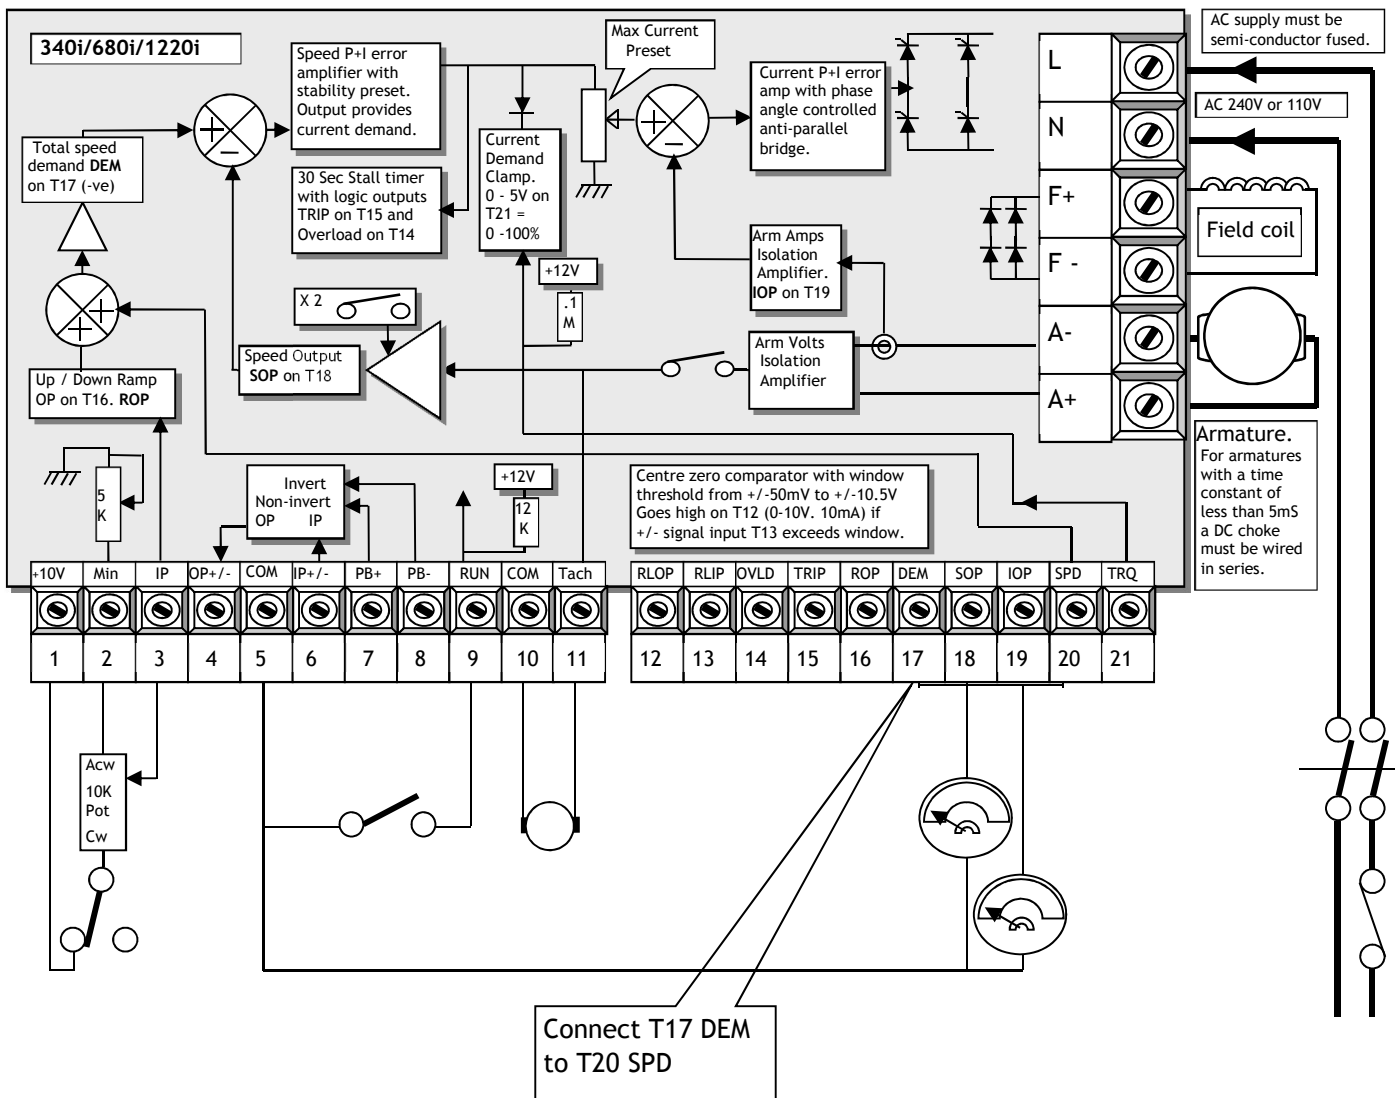 340i/680i/1220i
Speed P+I error
amplifier with
stability preset.
Output provides
current demand.
Max Current
Preset
Current P+I error
amp with phase
angle controlled
anti-parallel
bridge.
AC supply must be
semi-conductor fused.
AC 240V or 110V
L
N
F+
F -
A-
A+
Field coil
Total speed
demand DEM
on T17 (-ve)
+
−
30 Sec Stall timer
with logic outputs
TRIP on T15 and
Overload on T14
Current
Demand
Clamp.
0 - 5V on
T21 =
0 -100%
+
−
Arm Amps
Isolation
Amplifier.
IOP on T19
+12V
.1
M
X 2
+
+
Speed Output
SOP on T18
Arm Volts
Isolation
Amplifier
Up / Down Ramp
OP on T16. ROP
5
K
Invert
Non-invert
OP IP
+12V
12
K
Centre zero comparator with window
threshold from +/-50mV to +/-10.5V
Goes high on T12 (0-10V. 10mA) if
+/- signal input T13 exceeds window.
Armature.
For armatures
with a time
constant of
less than 5mS
a DC choke
must be wired
in series.
+10V Min IP OP+/- COM IP+/- PB+ PB- RUN COM Tach
RLOP RLIP OVLD TRIP ROP DEM SOP IOP SPD TRQ
1 2 3 4 5 6 7 8 9 10 11
12 13 14 15 16 17 18 19 20 21
Acw
10K
Pot
Cw
Connect T17 DEM
to T20 SPD